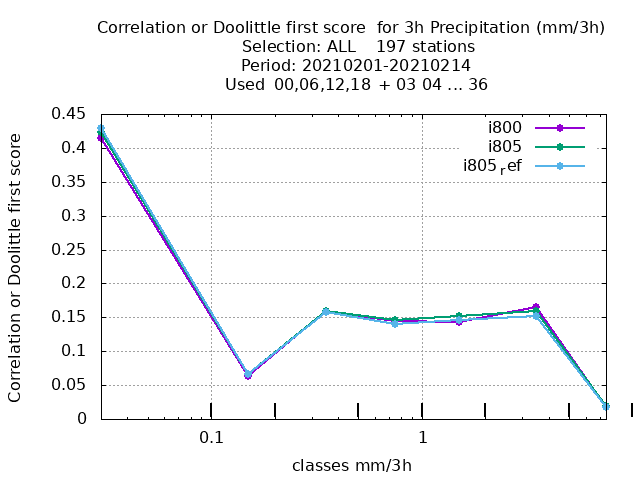 Correlation or Doolittle first score  for 3h Precipitation (mm/3h)
Selection: ALL    197 stations
Period: 20210201-20210214
Used  00,06,12,18  + 03 04 ... 36
Correlation or Doolittle first score
0.45
0.4
0.35
0.3
0.25
0.2
0.15
0.1
0.05
0
i800
i805
i805ref
0.1
1
classes mm/3h